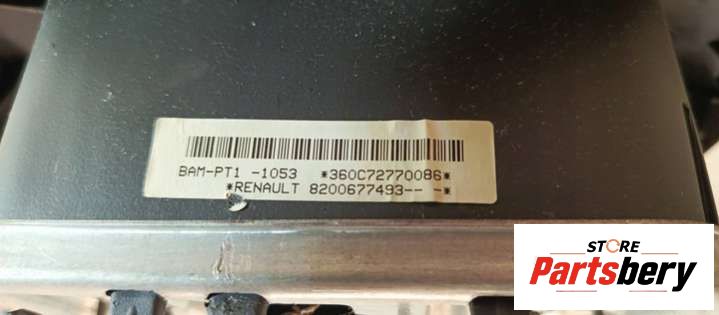 BAM-PT1 -1053 *360C72770086*
*RENAULT 8200677493-- -*
STORE
Partsbery